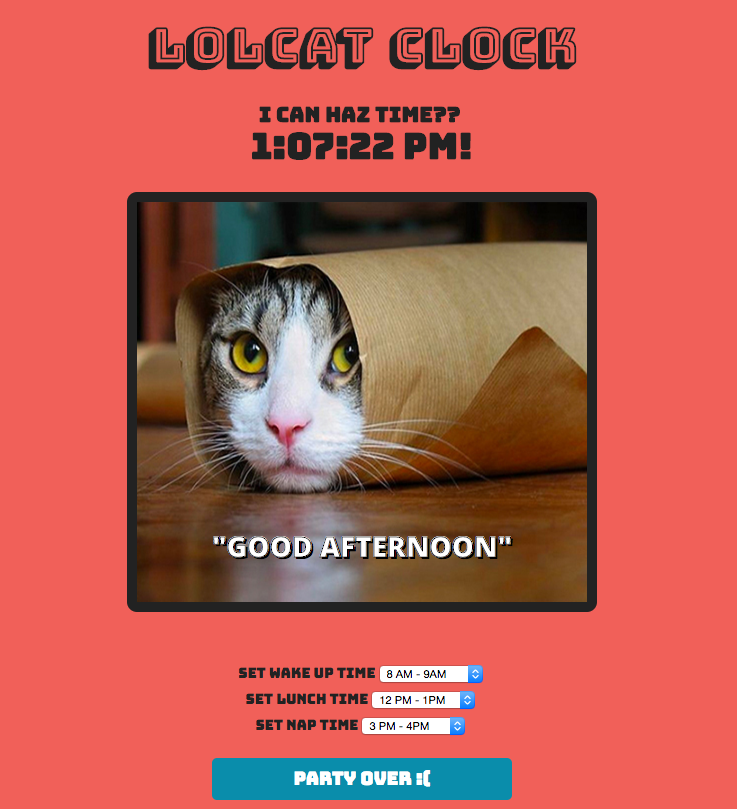 LOLCAT CLOCK
I CAN HAZ TIME??
1:07:22 PM!
"GOOD AFTERNOON"
SET WAKE UP TIME 8 AM - 9AM
SET LUNCH TIME 12 PM - 1PM
SET NAP TIME 3 PM - 4PM
PARTY OVER :(